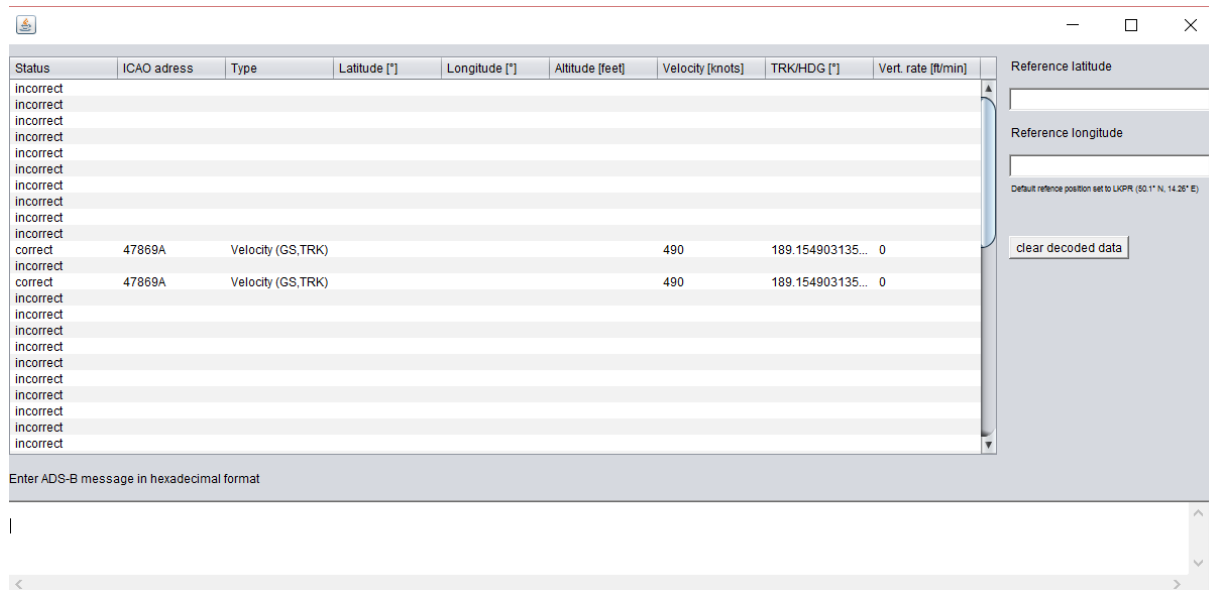 Status ICAO adress Type Latitude [°] Longitude [°] Altitude [feet] Velocity [knots] TRK/HDG [°] Vert. rate [ft/min]
incorrect
incorrect
incorrect
incorrect
incorrect
incorrect
incorrect
incorrect
incorrect
incorrect
correct 47869A Velocity (GS,TRK) 490 189.154903135... 0
incorrect
correct 47869A Velocity (GS,TRK) 490 189.154903135... 0
incorrect
incorrect
incorrect
incorrect
incorrect
incorrect
incorrect
incorrect
incorrect
incorrect
Reference latitude
Reference longitude
Default refence position set to LKPR (50.1° N, 14.26° E)
clear decoded data
Enter ADS-B message in hexadecimal format